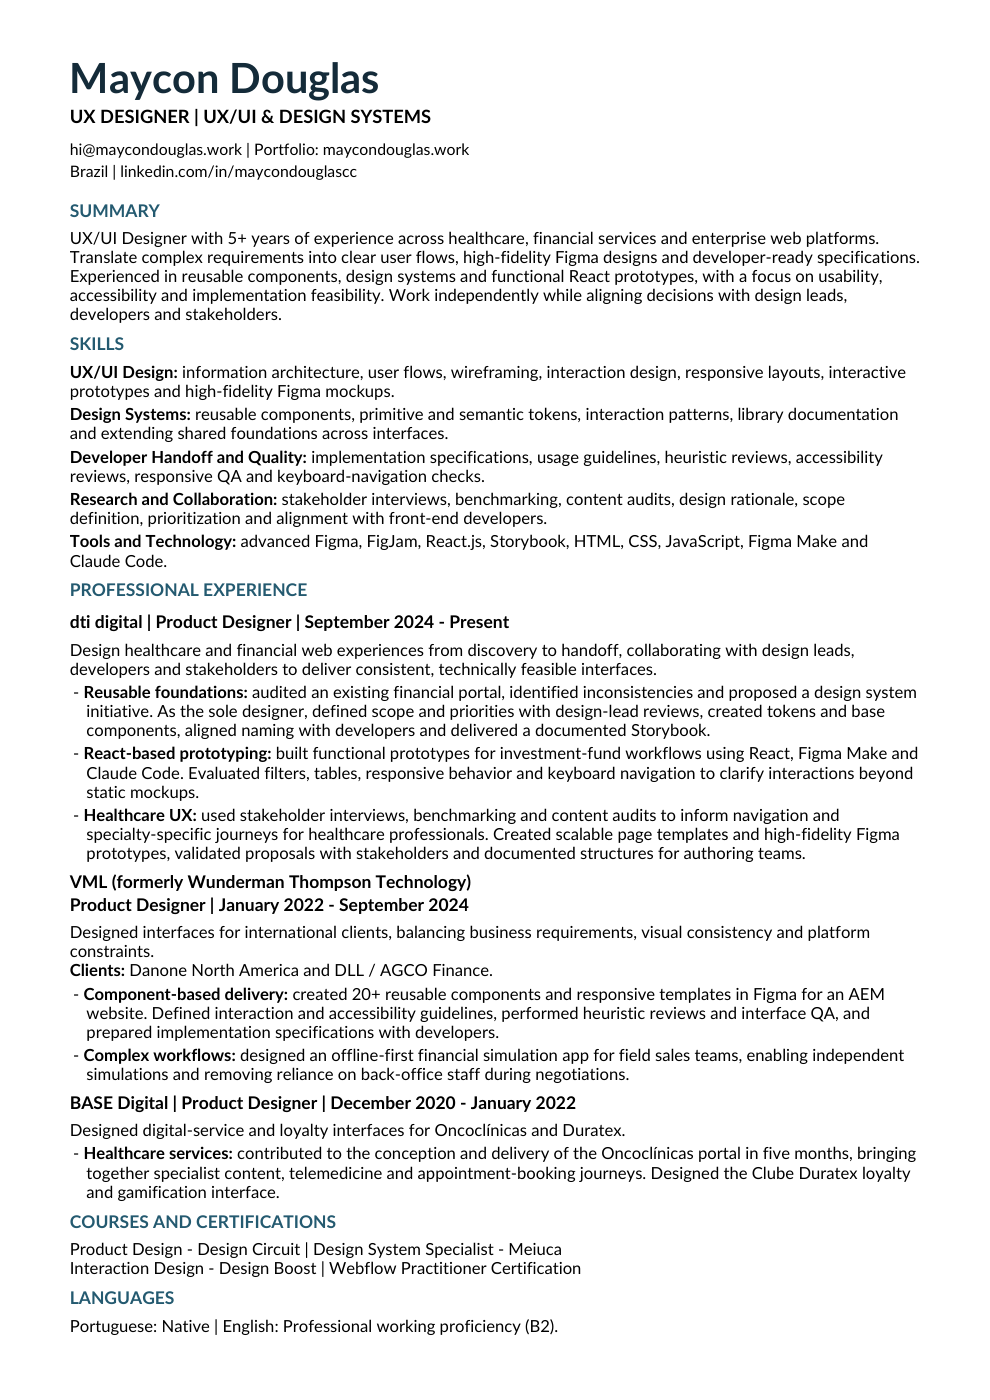 Maycon Douglas
UX DESIGNER | UX/UI & DESIGN SYSTEMS
hi@maycondouglas.work | Portfolio: maycondouglas.work
Brazil | linkedin.com/in/maycondouglascc
SUMMARY
UX/UI Designer with 5+ years of experience across healthcare, financial services and enterprise web platforms.
Translate complex requirements into clear user flows, high-fidelity Figma designs and developer-ready specifications.
Experienced in reusable components, design systems and functional React prototypes, with a focus on usability,
accessibility and implementation feasibility. Work independently while aligning decisions with design leads,
developers and stakeholders.
SKILLS
UX/UI Design: information architecture, user flows, wireframing, interaction design, responsive layouts, interactive
prototypes and high-fidelity Figma mockups.
Design Systems: reusable components, primitive and semantic tokens, interaction patterns, library documentation
and extending shared foundations across interfaces.
Developer Handoff and Quality: implementation specifications, usage guidelines, heuristic reviews, accessibility
reviews, responsive QA and keyboard-navigation checks.
Research and Collaboration: stakeholder interviews, benchmarking, content audits, design rationale, scope
definition, prioritization and alignment with front-end developers.
Tools and Technology: advanced Figma, FigJam, React.js, Storybook, HTML, CSS, JavaScript, Figma Make and
Claude Code.
PROFESSIONAL EXPERIENCE
dti digital | Product Designer | September 2024 - Present
Design healthcare and financial web experiences from discovery to handoff, collaborating with design leads,
developers and stakeholders to deliver consistent, technically feasible interfaces.
- Reusable foundations: audited an existing financial portal, identified inconsistencies and proposed a design system
initiative. As the sole designer, defined scope and priorities with design-lead reviews, created tokens and base
components, aligned naming with developers and delivered a documented Storybook.
- React-based prototyping: built functional prototypes for investment-fund workflows using React, Figma Make and
Claude Code. Evaluated filters, tables, responsive behavior and keyboard navigation to clarify interactions beyond
static mockups.
- Healthcare UX: used stakeholder interviews, benchmarking and content audits to inform navigation and
specialty-specific journeys for healthcare professionals. Created scalable page templates and high-fidelity Figma
prototypes, validated proposals with stakeholders and documented structures for authoring teams.
VML (formerly Wunderman Thompson Technology)
Product Designer | January 2022 - September 2024
Designed interfaces for international clients, balancing business requirements, visual consistency and platform
constraints.
Clients: Danone North America and DLL / AGCO Finance.
- Component-based delivery: created 20+ reusable components and responsive templates in Figma for an AEM
website. Defined interaction and accessibility guidelines, performed heuristic reviews and interface QA, and
prepared implementation specifications with developers.
- Complex workflows: designed an offline-first financial simulation app for field sales teams, enabling independent
simulations and removing reliance on back-office staff during negotiations.
BASE Digital | Product Designer | December 2020 - January 2022
Designed digital-service and loyalty interfaces for Oncoclínicas and Duratex.
- Healthcare services: contributed to the conception and delivery of the Oncoclínicas portal in five months, bringing
together specialist content, telemedicine and appointment-booking journeys. Designed the Clube Duratex loyalty
and gamification interface.
COURSES AND CERTIFICATIONS
Product Design - Design Circuit | Design System Specialist - Meiuca
Interaction Design - Design Boost | Webflow Practitioner Certification
LANGUAGES
Portuguese: Native | English: Professional working proficiency (B2).